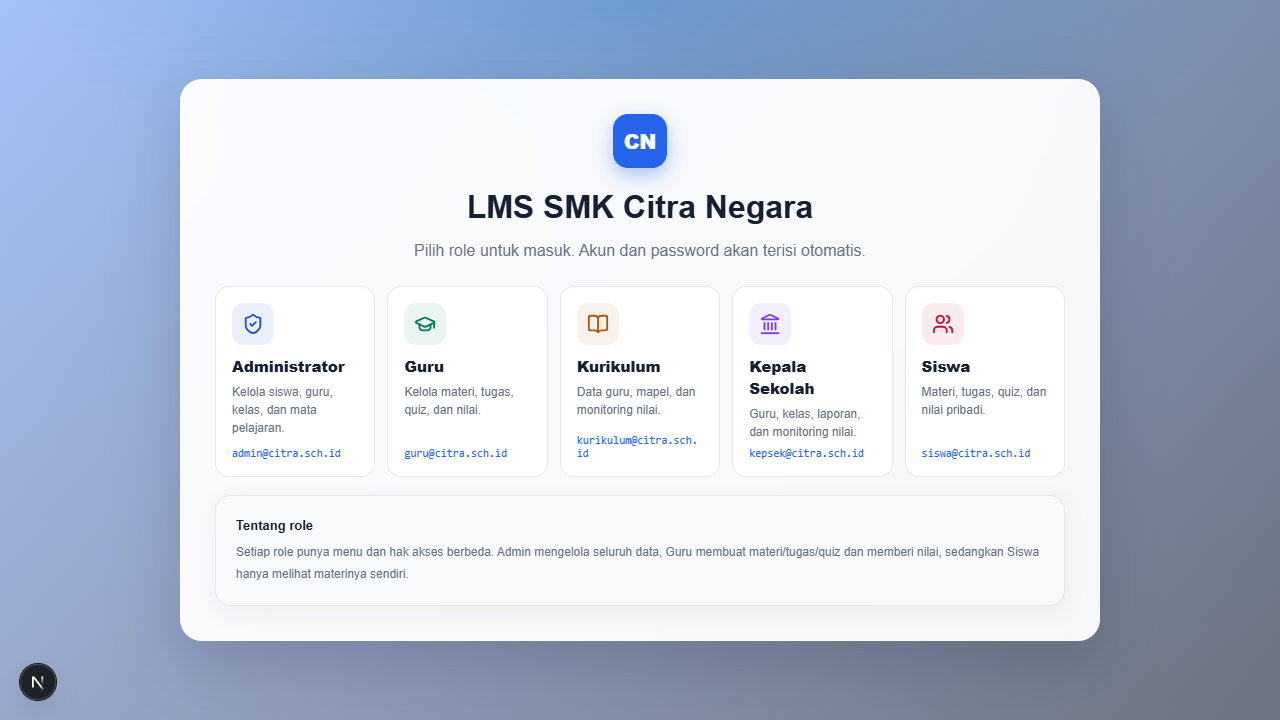 CN
LMS SMK Citra Negara
Pilih role untuk masuk. Akun dan password akan terisi otomatis.
Administrator
Kelola siswa, guru,
kelas, dan mata
pelajaran.
admin@citra.sch.id
Guru
Kelola materi, tugas,
quiz, dan nilai.
guru@citra.sch.id
Kurikulum
Data guru, mapel, dan
monitoring nilai.
kurikulum@citra.sch.
id
Kepala
Sekolah
Guru, kelas, laporan,
dan monitoring nilai.
kepsek@citra.sch.id
Siswa
Materi, tugas, quiz, dan
nilai pribadi.
siswa@citra.sch.id
Tentang role
Setiap role punya menu dan hak akses berbeda. Admin mengelola seluruh data, Guru membuat materi/tugas/quiz dan memberi nilai, sedangkan Siswa
hanya melihat materinya sendiri.
N